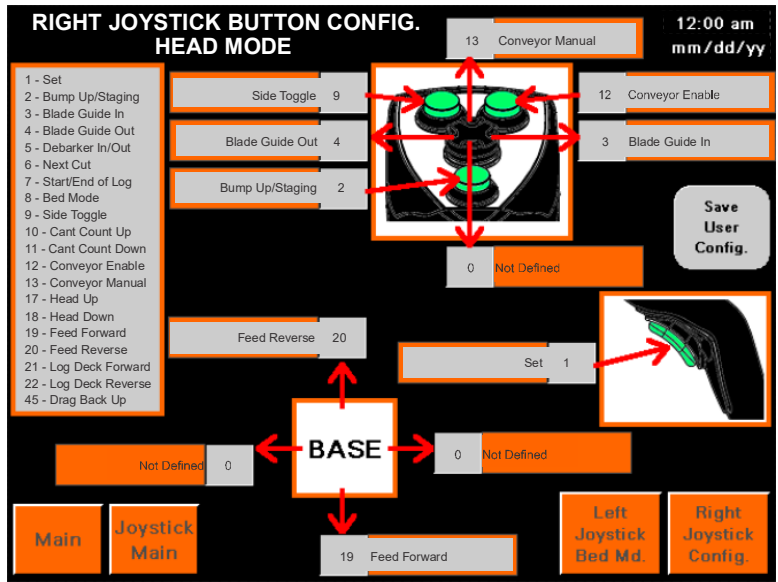 RIGHT JOYSTICK BUTTON CONFIG.
HEAD MODE
12:00 am
mm/dd/yy
13 Conveyor Manual
1 - Set
2 - Bump Up/Staging
3 - Blade Guide In
4 - Blade Guide Out
5 - Debarker In/Out
6 - Next Cut
7 - Start/End of Log
8 - Bed Mode
9 - Side Toggle
10 - Cant Count Up
11 - Cant Count Down
12 - Conveyor Enable
13 - Conveyor Manual
17 - Head Up
18 - Head Down
19 - Feed Forward
20 - Feed Reverse
21 - Log Deck Forward
22 - Log Deck Reverse
45 - Drag Back Up
Side Toggle 9
12 Conveyor Enable
Blade Guide Out 4
3 Blade Guide In
Bump Up/Staging 2
Save
User
Config.
0 Not Defined
Feed Reverse 20
Set 1
BASE
Not Defined 0
0 Not Defined
19 Feed Forward
Main
Joystick
Main
Left
Joystick
Bed Md.
Right
Joystick
Config.